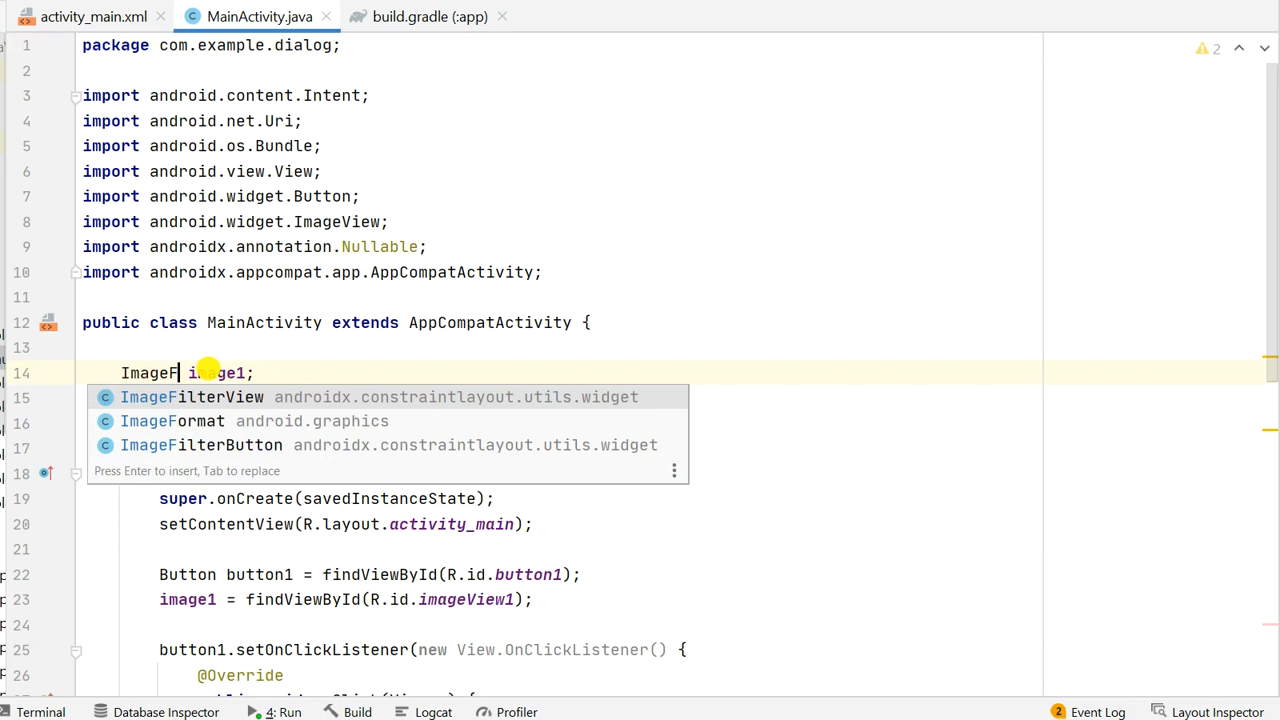 activity_main.xml MainActivity.java build.gradle (:app)
1 package com.example.dialog;
2
2
3 import android.content.Intent;
4 import android.net.Uri;
5 import android.os.Bundle;
6 import android.view.View;
7 import android.widget.Button;
8 import android.widget.ImageView;
9 import androidx.annotation.Nullable;
10 import androidx.appcompat.app.AppCompatActivity;
11
12 public class MainActivity extends AppCompatActivity {
13
14 ImageF image1;
15 ImageFilterView androidx.constraintlayout.utils.widget
16 ImageFormat android.graphics
17 ImageFilterButton androidx.constraintlayout.utils.widget
18 Press Enter to insert, Tab to replace
19 super.onCreate(savedInstanceState);
20 setContentView(R.layout.activity_main);
21
22 Button button1 = findViewById(R.id.button1);
23 image1 = findViewById(R.id.imageView1);
24
25 button1.setOnClickListener(new View.OnClickListener() {
26 @Override
Terminal Database Inspector 4: Run Build Logcat Profiler 2 Event Log Layout Inspector